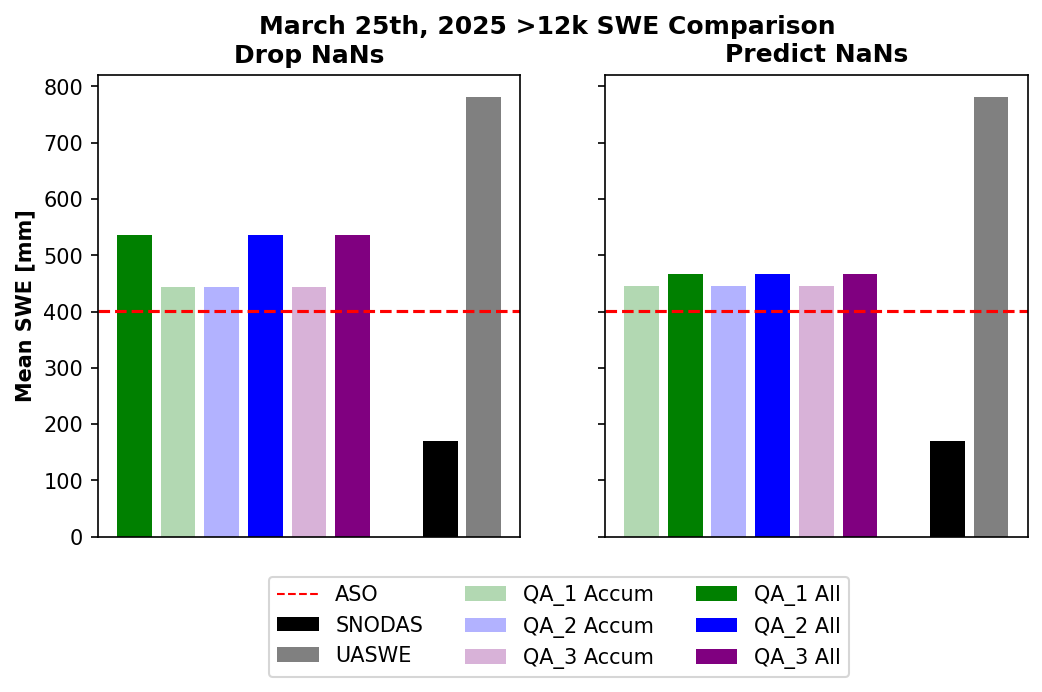 March 25th, 2025 >12k SWE Comparison
Drop NaNs
Predict NaNs
800
700
600
500
400
300
200
100
0
Mean SWE [mm]
ASO
SNODAS
UASWE
QA_1 Accum
QA_2 Accum
QA_3 Accum
QA_1 All
QA_2 All
QA_3 All